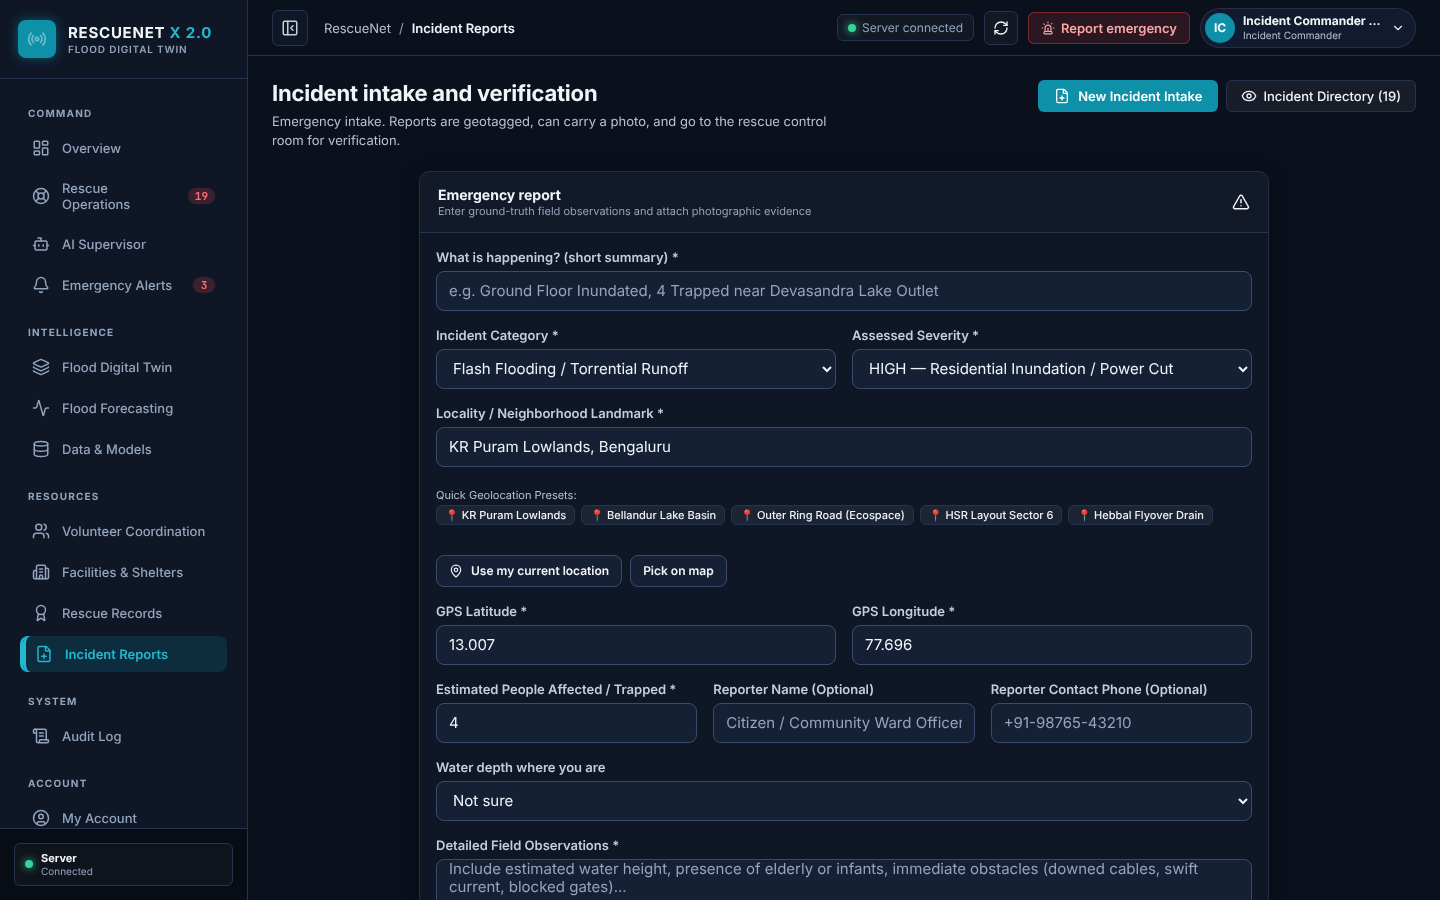 RESCUENET X 2.0
FLOOD DIGITAL TWIN
COMMAND
Overview
Rescue
Operations
19
AI Supervisor
Emergency Alerts
3
INTELLIGENCE
Flood Digital Twin
Flood Forecasting
Data & Models
RESOURCES
Volunteer Coordination
Facilities & Shelters
Rescue Records
Incident Reports
SYSTEM
Audit Log
ACCOUNT
My Account
Server
Connected
RescueNet / Incident Reports
Server connected
Report emergency
IC
Incident Commander ...
Incident Commander
Incident intake and verification
Emergency intake. Reports are geotagged, can carry a photo, and go to the rescue control
room for verification.
New Incident Intake
Incident Directory (19)
Emergency report
Enter ground-truth field observations and attach photographic evidence
What is happening? (short summary) *
e.g. Ground Floor Inundated, 4 Trapped near Devasandra Lake Outlet
Incident Category *
Assessed Severity *
Flash Flooding / Torrential Runoff
HIGH — Residential Inundation / Power Cut
Locality / Neighborhood Landmark *
KR Puram Lowlands, Bengaluru
Quick Geolocation Presets:
📍 KR Puram Lowlands
📍 Bellandur Lake Basin
📍 Outer Ring Road (Ecospace)
📍 HSR Layout Sector 6
📍 Hebbal Flyover Drain
Use my current location
Pick on map
GPS Latitude *
GPS Longitude *
13.007
77.696
Estimated People Affected / Trapped *
Reporter Name (Optional)
Reporter Contact Phone (Optional)
4
Citizen / Community Ward Officer
+91-98765-43210
Water depth where you are
Not sure
Detailed Field Observations *
Include estimated water height, presence of elderly or infants, immediate obstacles (downed cables, swift
current, blocked gates)...